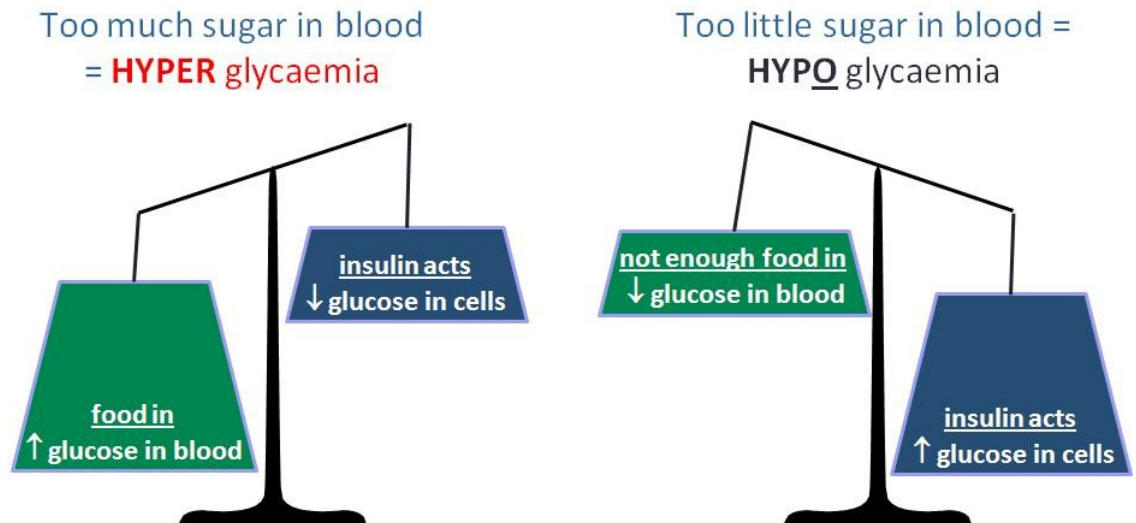 Too much sugar in blood
= HYPER glycaemia
food in
↑ glucose in blood
insulin acts
↓ glucose in cells
Too little sugar in blood =
HYPO glycaemia
not enough food in
↓ glucose in blood
insulin acts
↑ glucose in cells